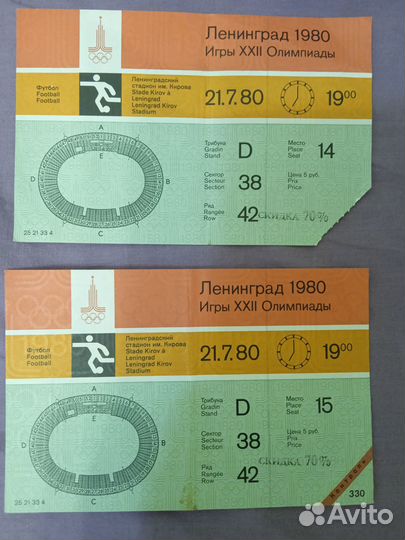 Ленинград 1980
Игры XXII Олимпиады
Футбол
Football
Football
Ленинградский
стадион им. Кирова
Stade Kirov à
Leningrad
Leningrad Kirov
Stadium
21.7.80
19 00
A
D
B
E
C
25 21 33 4
Трибуна
Gradin
Stand
D
Место
Place
Seat
14
Сектор
Secteur
Section
38
Цена 5 руб.
Prix
Price
Ряд
Rangée
Row
42
СКИДКА 70%
Ленинград 1980
Игры XXII Олимпиады
Футбол
Football
Football
Ленинградский
стадион им. Кирова
Stade Kirov à
Leningrad
Leningrad Kirov
Stadium
21.7.80
19 00
A
D
B
E
C
25 21 33 4
Трибуна
Gradin
Stand
D
Место
Place
Seat
15
Сектор
Secteur
Section
38
Цена 5 руб.
Prix
Price
Ряд
Rangée
Row
42
СКИДКА 70%
Контроль
330
Avito